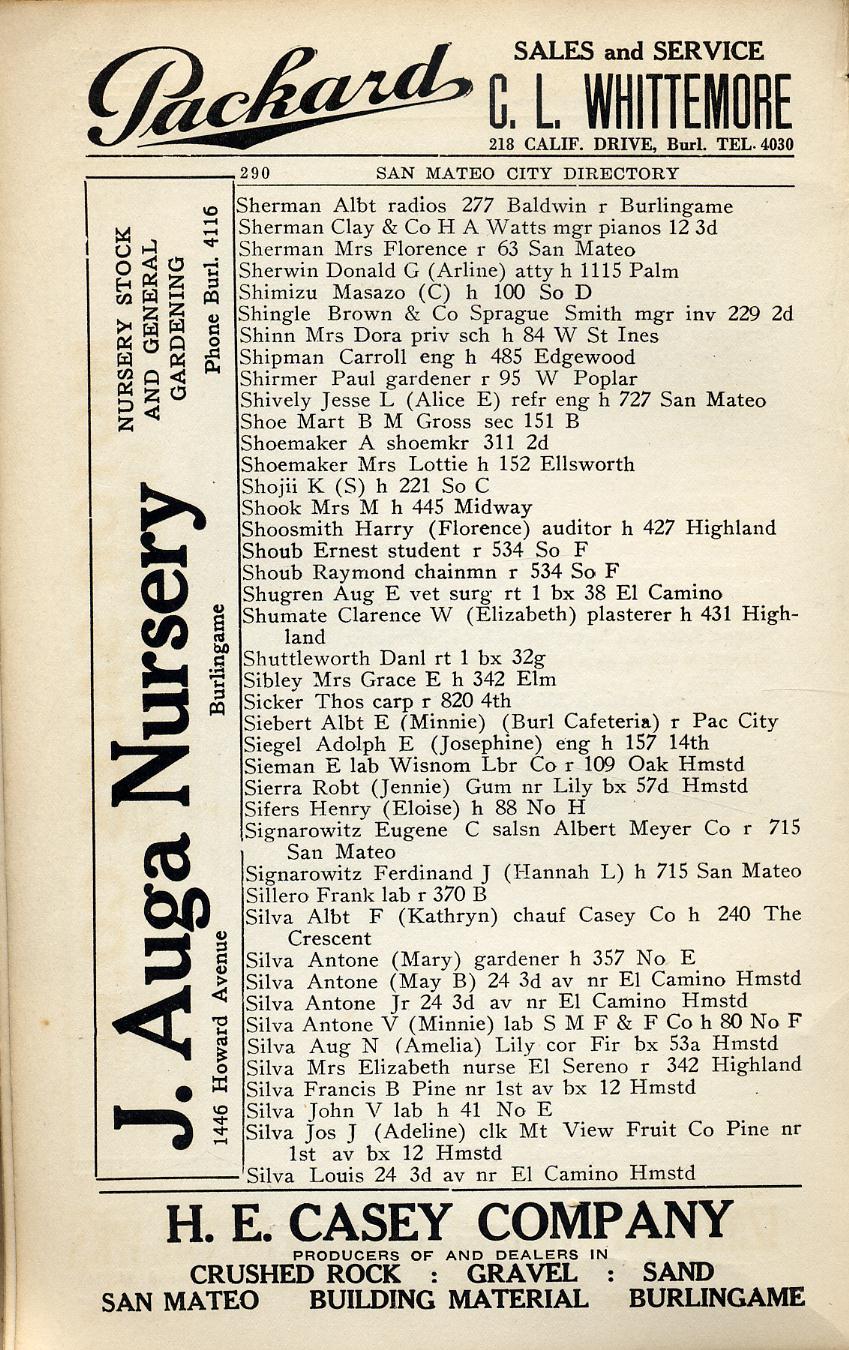 Packard
SALES and SERVICE
C. L. WHITTEMORE
218 CALIF. DRIVE, Burl. TEL. 4030
290 SAN MATEO CITY DIRECTORY
J. Auga Nursery
NURSERY STOCK
AND GENERAL
GARDENING
1446 Howard Avenue Burlingame Phone Burl. 4116
Sherman Albt radios 277 Baldwin r Burlingame
Sherman Clay & Co H A Watts mgr pianos 12 3d
Sherman Mrs Florence r 63 San Mateo
Sherwin Donald G (Arline) atty h 1115 Palm
Shimizu Masazo (C) h 100 So D
Shingle Brown & Co Sprague Smith mgr inv 229 2d
Shinn Mrs Dora priv sch h 84 W St Ines
Shipman Carroll eng h 485 Edgewood
Shirmer Paul gardener r 95 W Poplar
Shively Jesse L (Alice E) refr eng h 727 San Mateo
Shoe Mart B M Gross sec 151 B
Shoemaker A shoemkr 311 2d
Shoemaker Mrs Lottie h 152 Ellsworth
Shojii K (S) h 221 So C
Shook Mrs M h 445 Midway
Shoosmith Harry (Florence) auditor h 427 Highland
Shoub Ernest student r 534 So F
Shoub Raymond chainmn r 534 So F
Shugren Aug E vet surg rt 1 bx 38 El Camino
Shumate Clarence W (Elizabeth) plasterer h 431 High-
land
Shuttleworth Danl rt 1 bx 32g
Sibley Mrs Grace E h 342 Elm
Sicker Thos carp r 820 4th
Siebert Albt E (Minnie) (Burl Cafeteria) r Pac City
Siegel Adolph E (Josephine) eng h 157 14th
Sieman E lab Wisnom Lbr Co r 109 Oak Hmstd
Sierra Robt (Jennie) Gum nr Lily bx 57d Hmstd
Sifers Henry (Eloise) h 88 No H
Signarowitz Eugene C salsn Albert Meyer Co r 715
San Mateo
Signarowitz Ferdinand J (Hannah L) h 715 San Mateo
Sillero Frank lab r 370 B
Silva Albt F (Kathryn) chauf Casey Co h 240 The
Crescent
Silva Antone (Mary) gardener h 357 No E
Silva Antone (May B) 24 3d av nr El Camino Hmstd
Silva Antone Jr 24 3d av nr El Camino Hmstd
Silva Antone V (Minnie) lab S M F & F Co h 80 No F
Silva Aug N (Amelia) Lily cor Fir bx 53a Hmstd
Silva Mrs Elizabeth nurse El Sereno r 342 Highland
Silva Francis B Pine nr 1st av bx 12 Hmstd
Silva John V lab h 41 No E
Silva Jos J (Adeline) clk Mt View Fruit Co Pine nr
1st av bx 12 Hmstd
Silva Louis 24 3d av nr El Camino Hmstd
H. E. CASEY COMPANY
PRODUCERS OF AND DEALERS IN
CRUSHED ROCK : GRAVEL : SAND
SAN MATEO BUILDING MATERIAL BURLINGAME